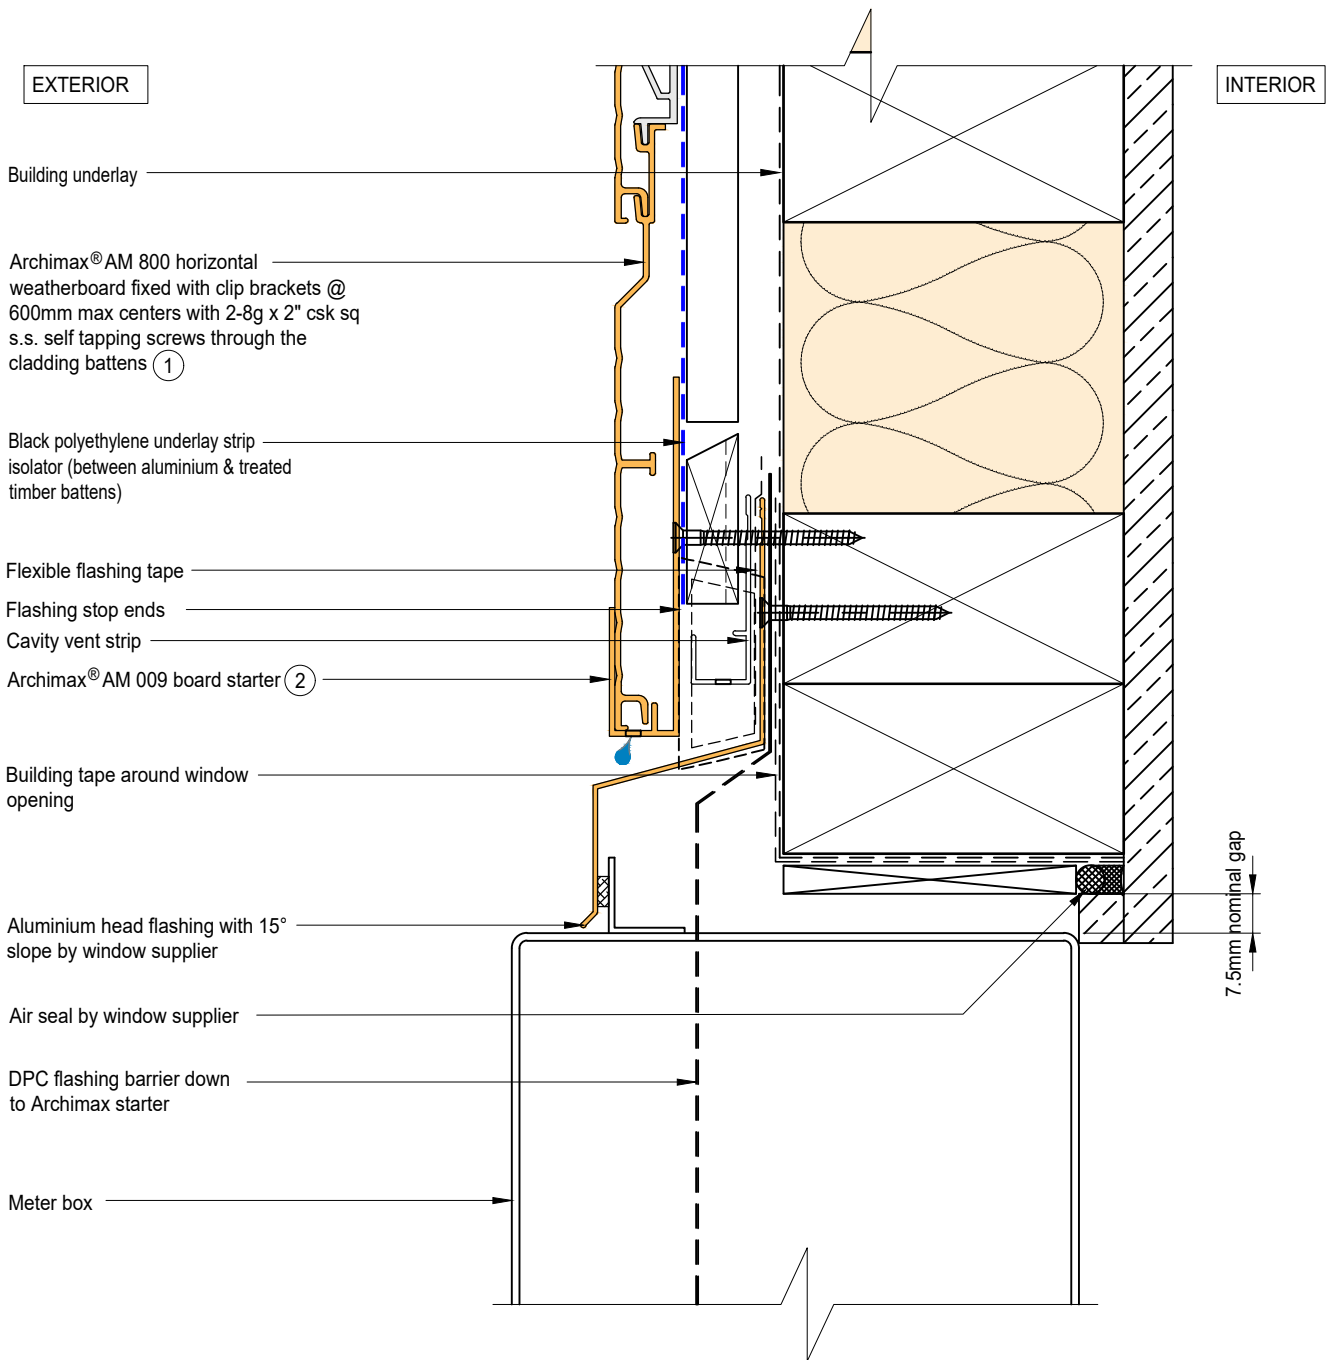 EXTERIOR
INTERIOR
Building underlay
Archimax® AM 800 horizontal
weatherboard fixed with clip brackets @
600mm max centers with 2-8g x 2" csk sq
s.s. self tapping screws through the
cladding battens 1
Black polyethylene underlay strip
isolator (between aluminium & treated
timber battens)
Flexible flashing tape
Flashing stop ends
Cavity vent strip
Archimax® AM 009 board starter 2
Building tape around window
opening
7.5mm nominal gap
Aluminium head flashing with 15°
slope by window supplier
Air seal by window supplier
DPC flashing barrier down
to Archimax starter
Meter box